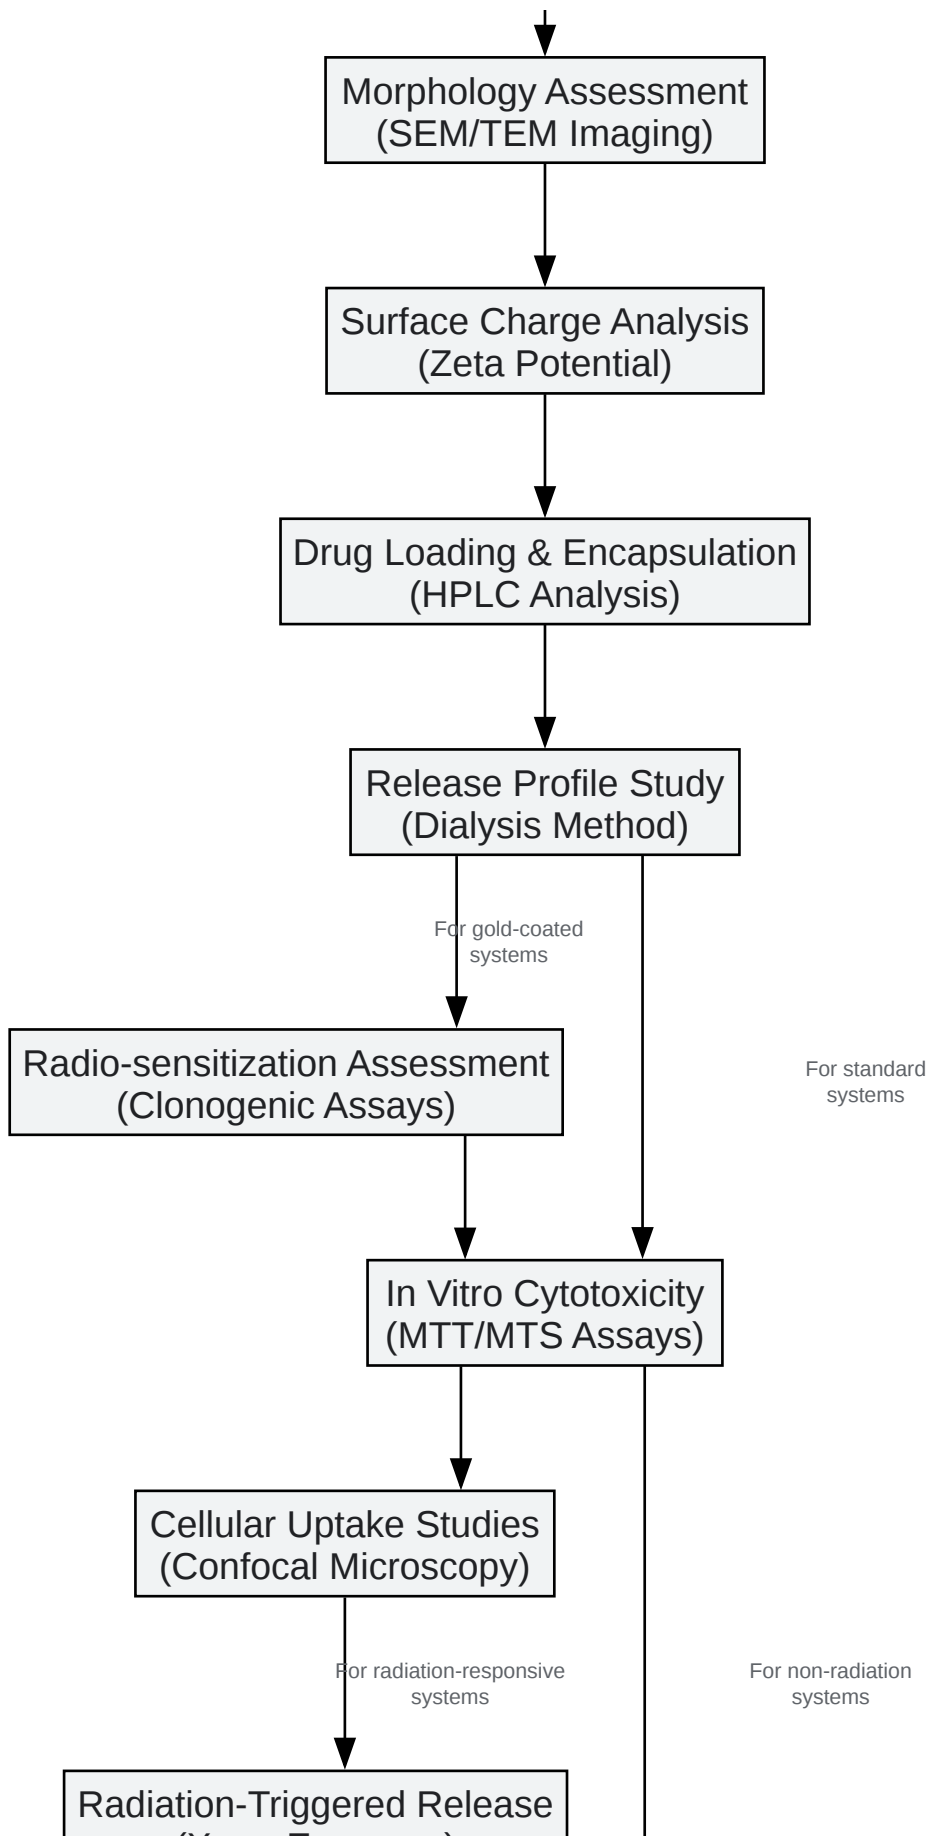 Morphology Assessment
(SEM/TEM Imaging)
Surface Charge Analysis
(Zeta Potential)
Drug Loading & Encapsulation
(HPLC Analysis)
Release Profile Study
(Dialysis Method)
For gold-coated
systems
Radio-sensitization Assessment
(Clonogenic Assays)
For standard
systems
In Vitro Cytotoxicity
(MTT/MTS Assays)
Cellular Uptake Studies
(Confocal Microscopy)
For radiation-responsive
systems
For non-radiation
systems
Radiation-Triggered Release